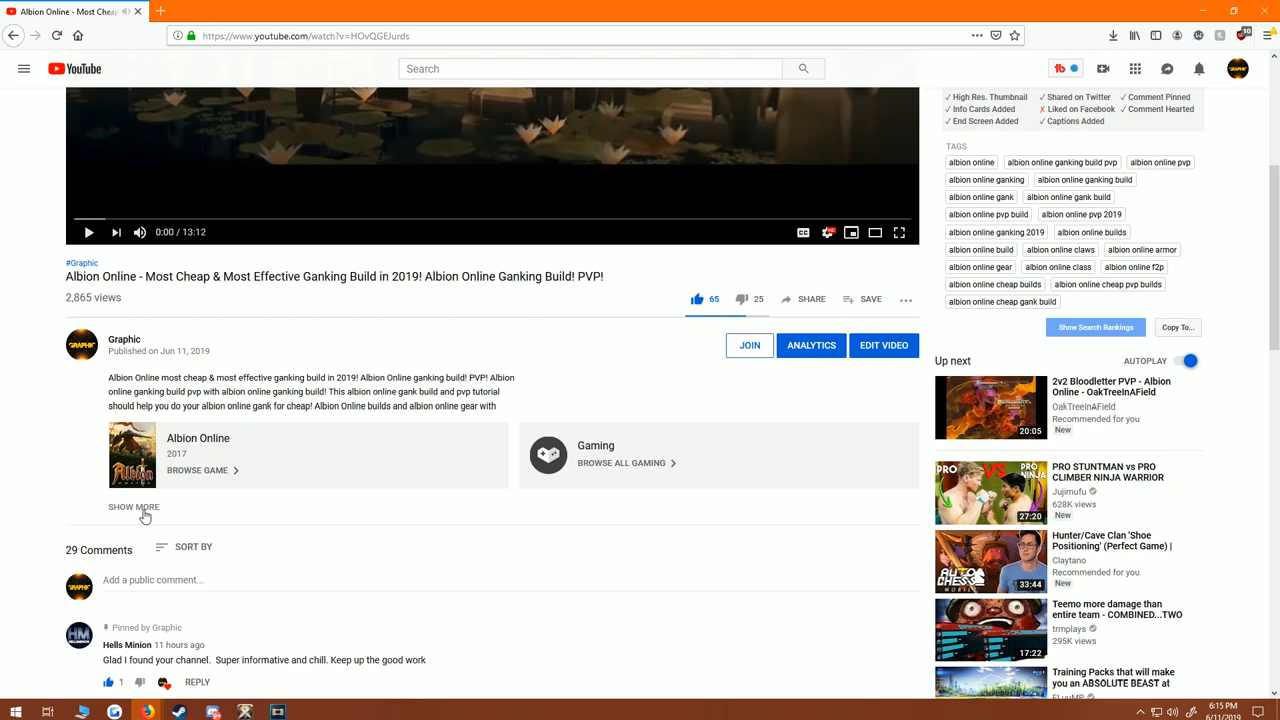 Albion Online - Most Cheap
https://www.youtube.com/watch?v=HOvQGEJurds
10
YouTube
Search
tb
High Res. Thumbnail
Shared on Twitter
Comment Pinned
Info Cards Added
X Liked on Facebook
Comment Hearted
End Screen Added
Captions Added
TAGS
albion online
albion online ganking build pvp
albion online pvp
albion online ganking
albion online ganking build
albion online gank
albion online gank build
albion online pvp build
albion online pvp 2019
albion online ganking 2019
albion online builds
albion online build
albion online claws
albion online armor
albion online gear
albion online class
albion online f2p
albion online cheap builds
albion online cheap pvp builds
albion online cheap gank build
Show Search Rankings
Copy To...
0:00 / 13:12
CC
HD
#Graphic
Albion Online - Most Cheap & Most Effective Ganking Build in 2019! Albion Online Ganking Build! PVP!
2,865 views
65
25
SHARE
SAVE
GRAPHIC
Graphic
Published on Jun 11, 2019
JOIN
ANALYTICS
EDIT VIDEO
Albion Online most cheap & most effective ganking build in 2019! Albion Online ganking build! PVP! Albion
online ganking build pvp with albion online build! This albion online gank build and pvp tutorial
should help you do your albion online gank for cheap! Albion Online builds and albion online gear with
Albion
Albion Online
2017
BROWSE GAME
Gaming
BROWSE ALL GAMING
SHOW MORE
29 Comments
SORT BY
GRAPHIC
Add a public comment...
HM
Pinned by Graphic
Hells Minion 11 hours ago
Glad I found your channel. Super informative and chill. Keep up the good work
1
REPLY
Up next
AUTOPLAY
20:05
2v2 Bloodletter PVP - Albion
Online - OakTreeInAField
OakTreeInAField
Recommended for you
New
PRO VS PRO
CLIMBER NINJA
27:20
PRO STUNTMAN vs PRO
CLIMBER NINJA WARRIOR
Jujimufu
628K views
New
AUTO CHESS
MOBILE
33:44
Hunter/Cave Clan 'Shoe
Positioning' (Perfect Game) |
Claytano
Recommended for you
New
17:22
Teemo more damage than
entire team - COMBINED...TWO
trmplays
295K views
Training Packs that will make
you an ABSOLUTE BEAST at
6:15 PM
6/11/2019